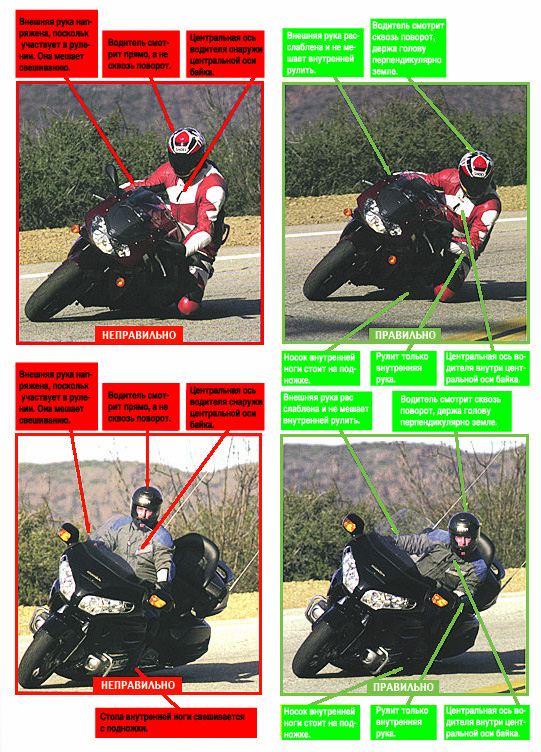 Внешняя рука нап-
ряжена, поскольк
участвует в руле-
нии. Она мешает
свешиванию.
Водитель смот-
рит прямо, а не
сквозь поворот.
Центральная ось
водителя снаружи
центральной оси
байка.
Внешняя рука рас-
слаблена и не ме-
шает внутренней
рулить.
Водитель смотрит
сквозь поворот,
держа голову
перпендикулярно
земле.
НЕПРАВИЛЬНО
ПРАВИЛЬНО
Носок внутренней
ноги стоит на под-
ножке.
Рулит только
внутренняя
рука.
Центральная ось во-
дителя внутри цент-
ральной оси байка.
Внешняя рука нап-
ряжена, поскольк
участвует в руле-
нии. Она мешает
свешиванию.
Водитель смот-
рит прямо, а не
сквозь поворот.
Центральная ось
водителя снаружи
центральной оси
байка.
Внешняя рука рас
слаблена и не мешает
внутренней рулить.
Водитель смотрит сквозь
поворот, держа голову
перпендикулярно земле.
НЕПРАВИЛЬНО
ПРАВИЛЬНО
Стопа внутренней ноги свешивается
с подножки.
Носок внутренней
ноги стоит на под-
ножке.
Рулит только
внутренняя
рука.
Центральная ось во-
дителя внутри цент-
ральной оси байка.